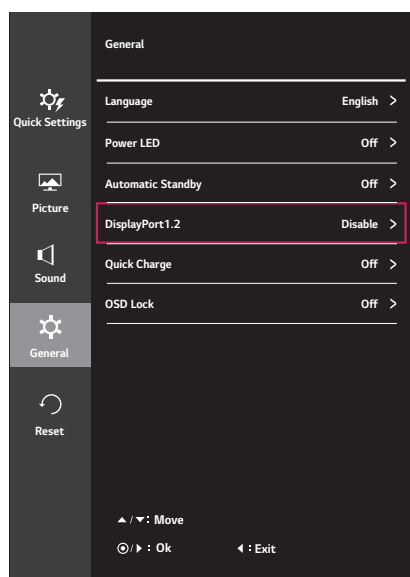 General
Quick Settings
Picture
Sound
General
Reset
Language English >
Power LED Off >
Automatic Standby Off >
DisplayPort1.2 Disable >
Quick Charge Off >
OSD Lock Off >
▲/▼: Move
◉/▶ : Ok ◀ : Exit